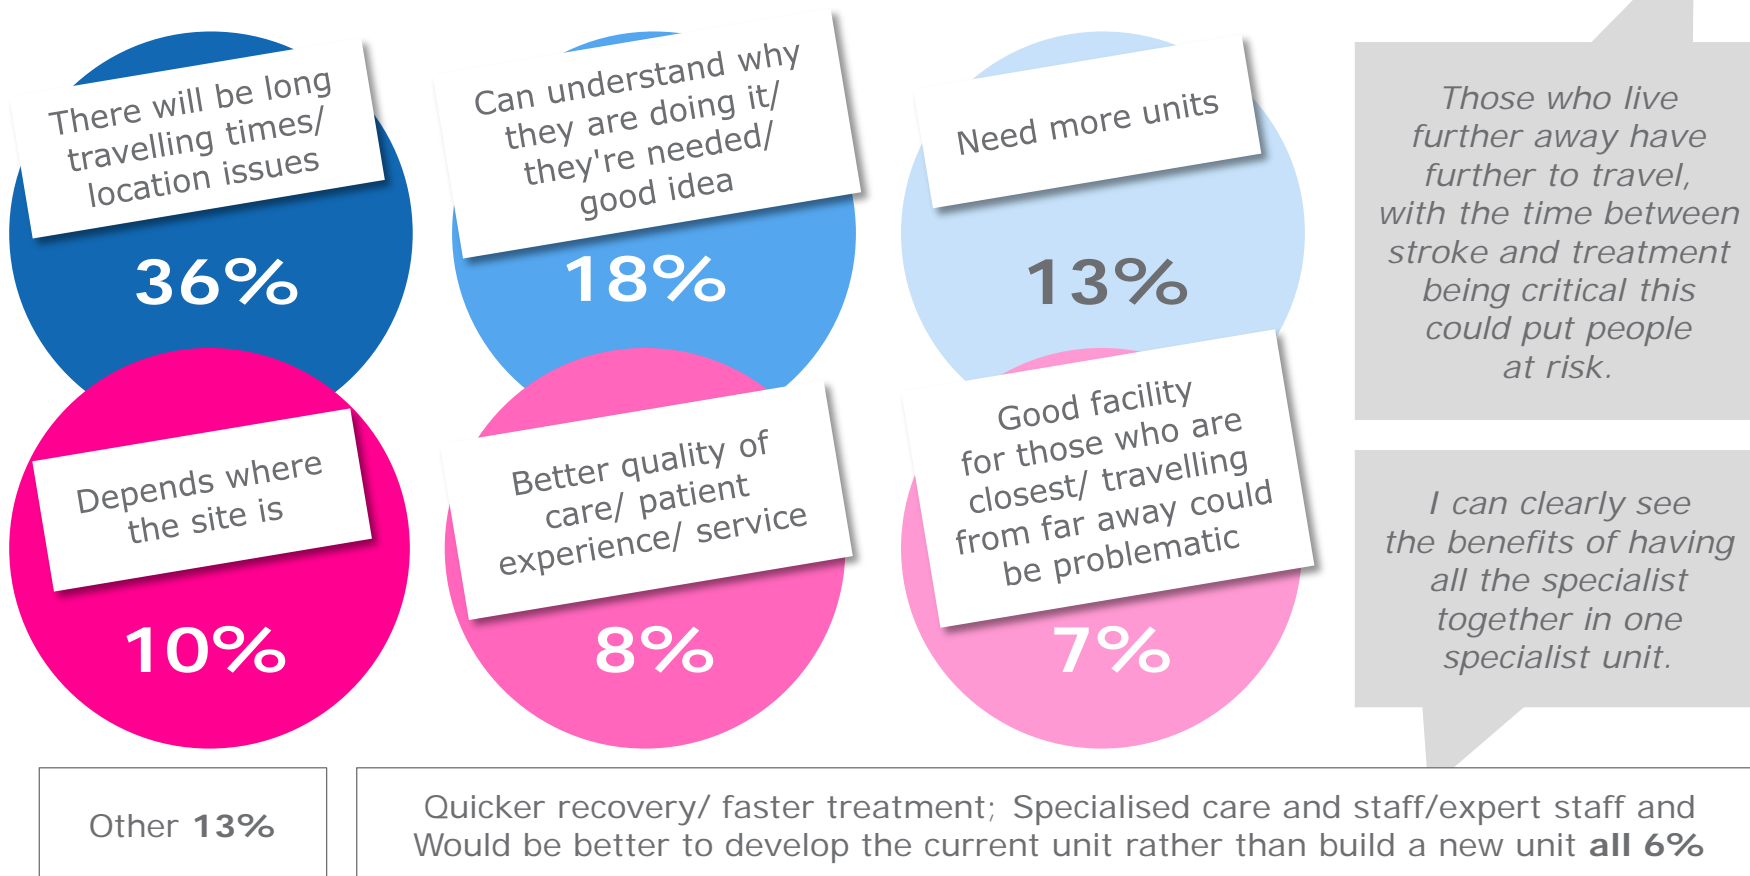 There will be long
travelling times/
location issues
36%
Can understand why
they are doing it/
they're needed/
good idea
18%
Need more units
13%
Those who live
further away have
further to travel,
with the time between
stroke and treatment
being critical this
could put people
at risk.
Depends where
the site is
10%
Better quality of
care/ patient
experience/ service
8%
Good facility
for those who are
closest/ travelling
from far away could
be problematic
7%
I can clearly see
the benefits of having
all the specialist
together in one
specialist unit.
Other 13%
Quicker recovery/ faster treatment; Specialised care and staff/expert staff and
Would be better to develop the current unit rather than build a new unit all 6%